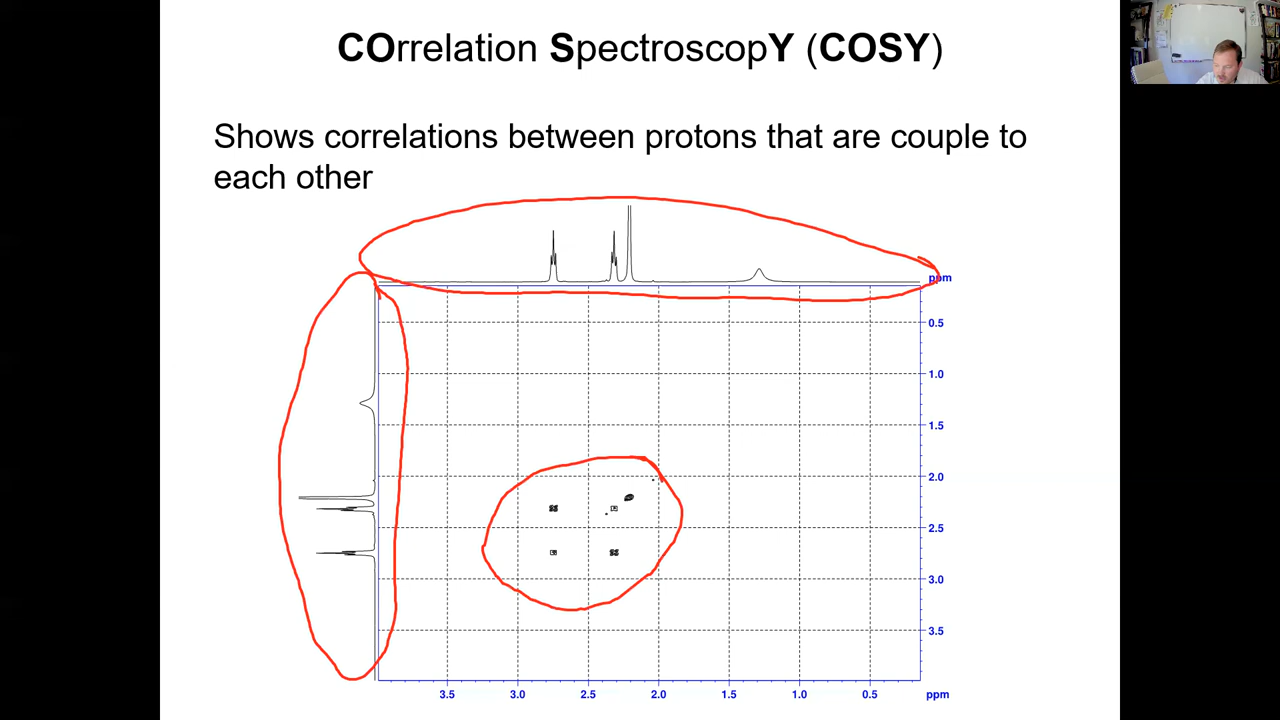 COrrelation SpectroscopY (COSY)
Shows correlations between protons that are couple to
each other
ppm
0.5
1.0
1.5
2.0
2.5
3.0
3.5
3.5 3.0 2.5 2.0 1.5 1.0 0.5 ppm